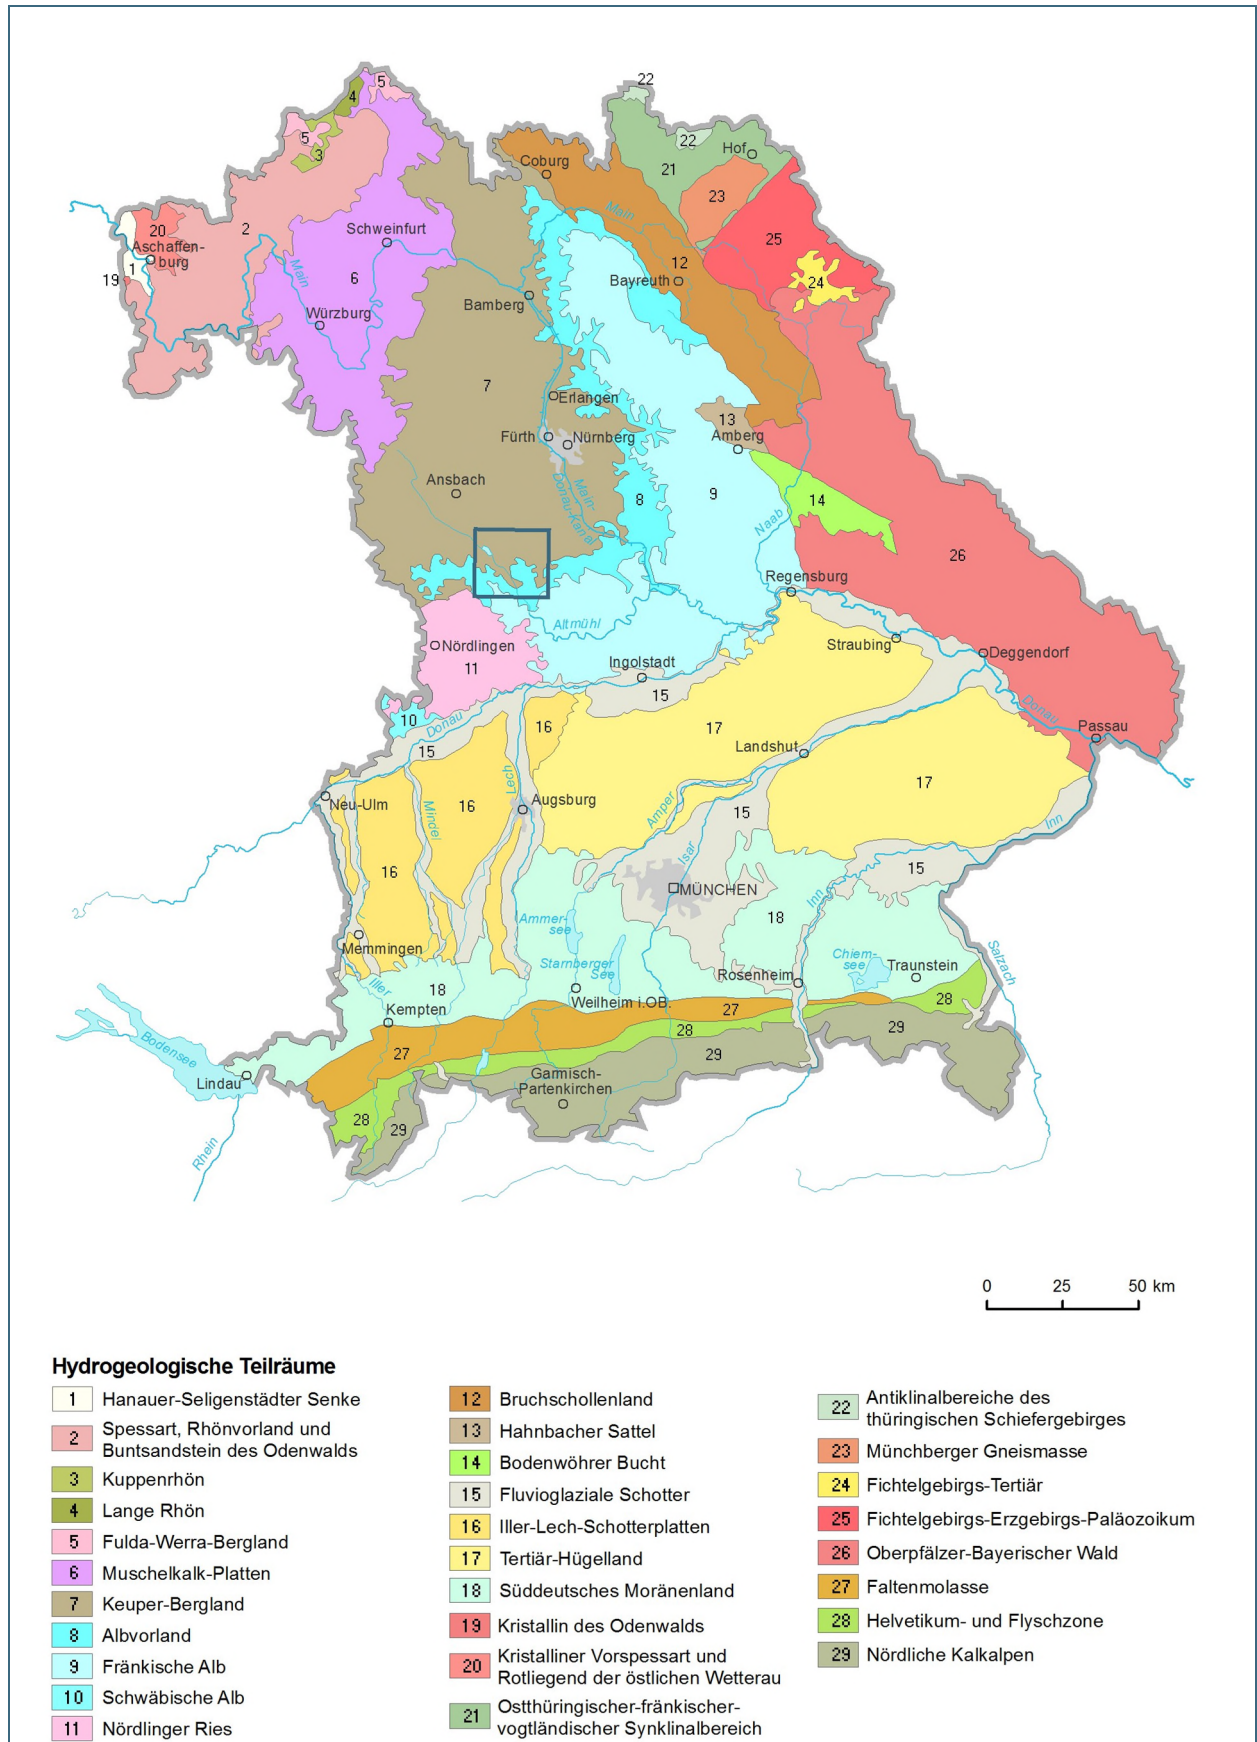 22
5
4
5
3
22
Hof
21
Coburg
23
20
2
Main
Schweinfurt
25
Aschaffen-
burg
1
19
Main
6
12
Bayreuth
24
Bamberg
Würzburg
7
Erlangen
13
Fürth
Nürnberg
Amberg
Ansbach
Main-
Donau-Kanal
8
9
14
Naab
26
Regensburg
Altmühl
Straubing
Nördlingen
11
Ingolstadt
Deggendorf
15
Donau
10
Donau
16
17
Passau
15
Landshut
Lech
17
Neu-Ulm
Mindel
16
Augsburg
Amper
15
Inn
Isar
16
15
MÜNCHEN
Inn
Ammer-
see
18
Memmingen
Starnberger
See
Chiem-
see
Traunstein
Salzach
Rosenheim
Iller
18
Weilheim i.OB.
28
Kempten
27
28
29
Bodensee
27
29
Lindau
Garmisch-
Partenkirchen
28
29
Rhein
0 25 50 km
Hydrogeologische Teilräume
1 Hanauer-Seligenstädter Senke
2 Spessart, Rhönvorland und
Buntsandstein des Odenwalds
3 Kuppenrhön
4 Lange Rhön
5 Fulda-Werra-Bergland
6 Muschelkalk-Platten
7 Keuper-Bergland
8 Albvorland
9 Fränkische Alb
10 Schwäbische Alb
11 Nördlinger Ries
12 Bruchschollenland
13 Hahnbacher Sattel
14 Bodenwöhrer Bucht
15 Fluvioglaziale Schotter
16 Iller-Lech-Schotterplatten
17 Tertiär-Hügelland
18 Süddeutsches Moränenland
19 Kristallin des Odenwalds
20 Kristalliner Vorspessart und
Rotliegend der östlichen Wetterau
21 Ostthüringischer-fränkischer-
vogtländischer Synklinalbereich
22 Antiklinalbereiche des
thüringischen Schiefergebirges
23 Münchberger Gneismasse
24 Fichtelgebirgs-Tertiär
25 Fichtelgebirgs-Erzgebirgs-Paläozoikum
26 Oberpfälzer-Bayerischer Wald
27 Faltenmolasse
28 Helvetikum- und Flyschzone
29 Nördliche Kalkalpen